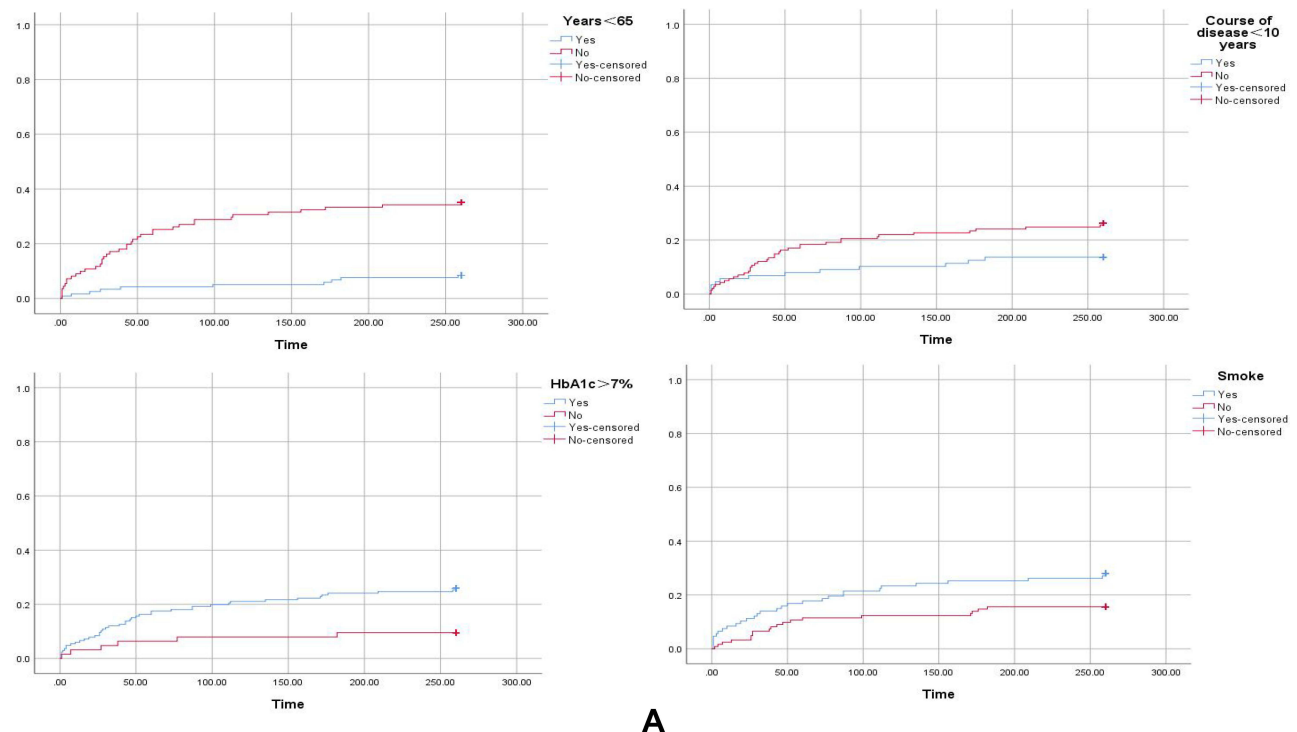 Years<65
Yes
No
Yes-censored
No-censored
1.0
0.8
0.6
0.4
0.2
0.0
.00 50.00 100.00 150.00 200.00 250.00 300.00
Time
Course of
disease<10
years
Yes
No
Yes-censored
No-censored
1.0
0.8
0.6
0.4
0.2
0.0
.00 50.00 100.00 150.00 200.00 250.00 300.00
Time
HbA1c>7%
Yes
No
Yes-censored
No-censored
1.0
0.8
0.6
0.4
0.2
0.0
.00 50.00 100.00 150.00 200.00 250.00 300.00
Time
Smoke
Yes
No
Yes-censored
No-censored
1.0
0.8
0.6
0.4
0.2
0.0
.00 50.00 100.00 150.00 200.00 250.00 300.00
Time
A